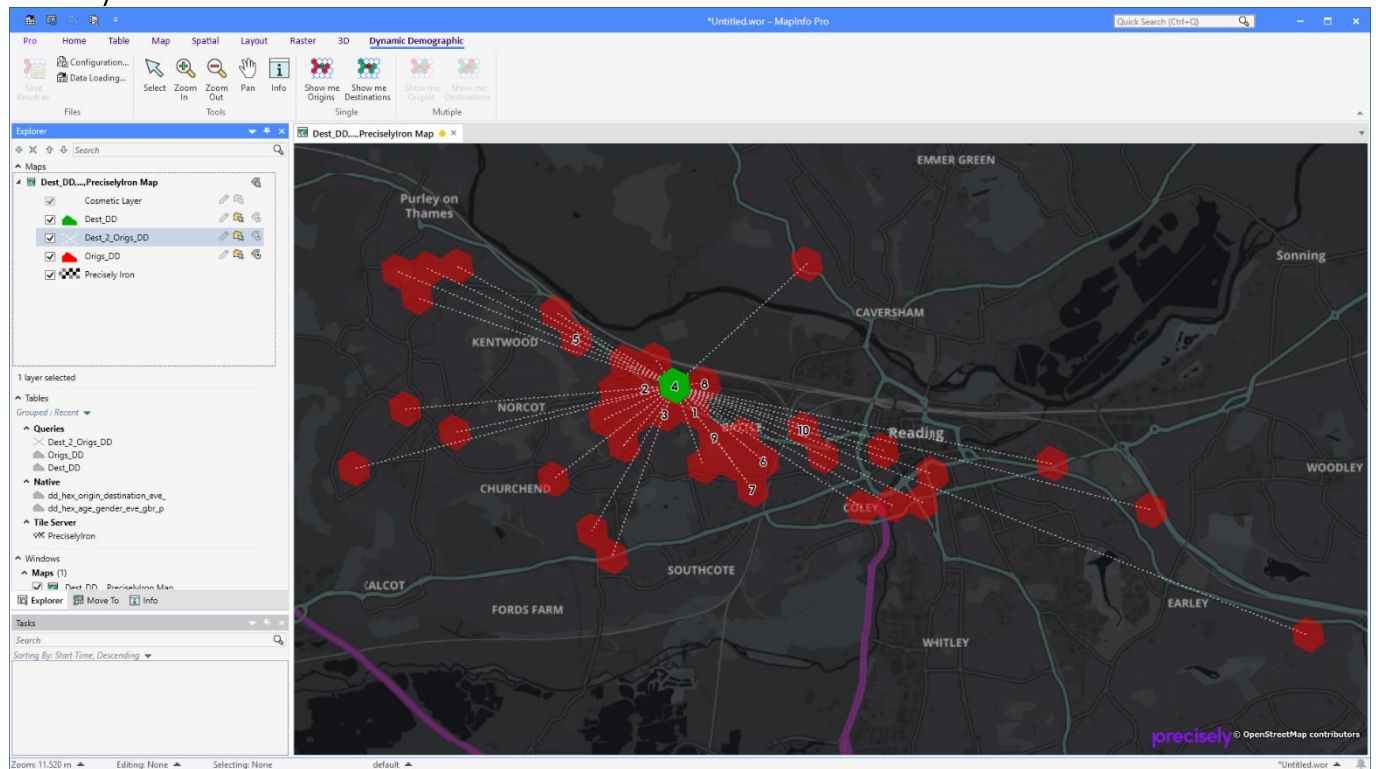 *Untitled.wor - MapInfo Pro
Quick Search (Ctrl+Q)
Pro Home Table Map Spatial Layout Raster 3D Dynamic Demographic
Configuration...
Data Loading...
Save
Result as
Select
Zoom
In
Zoom
Out
Pan
Info
Show me
Origins
Show me
Destinations
Show me
Origins
Show me
Destinations
Files Tools Single Mutiple
Explorer
Search
Maps
Dest_DD,...,PreciselyIron Map
Cosmetic Layer
Dest_DD
Dest_2_Origs_DD
Origs_DD
Precisely Iron
1 layer selected
Tables
Grouped : Recent
Queries
Dest_2_Origs_DD
Origs_DD
Dest_DD
Native
dd_hex_origin_destination_eve_
dd_hex_age_gender_eve_gbr_p
Tile Server
PreciselyIron
Windows
Maps (1)
Dest_DD,...,PreciselyIron Map
Explorer Move To Info
Tasks
Search
Sorting By: Start Time, Descending
Dest_DD,...,PreciselyIron Map
EMMER GREEN
Purley on
Thames
Sonning
CAVERSHAM
KENTWOOD
5
4
2
8
NORCOT
3
1
BATTLE
10
Reading
9
6
WOODLEY
CHURCHEND
7
COLEY
SOUTHCOTE
CALCOT
FORDS FARM
EARLEY
WHITLEY
precisely © OpenStreetMap contributors
Zoom: 11.520 m Editing: None Selecting: None default *Untitled.wor